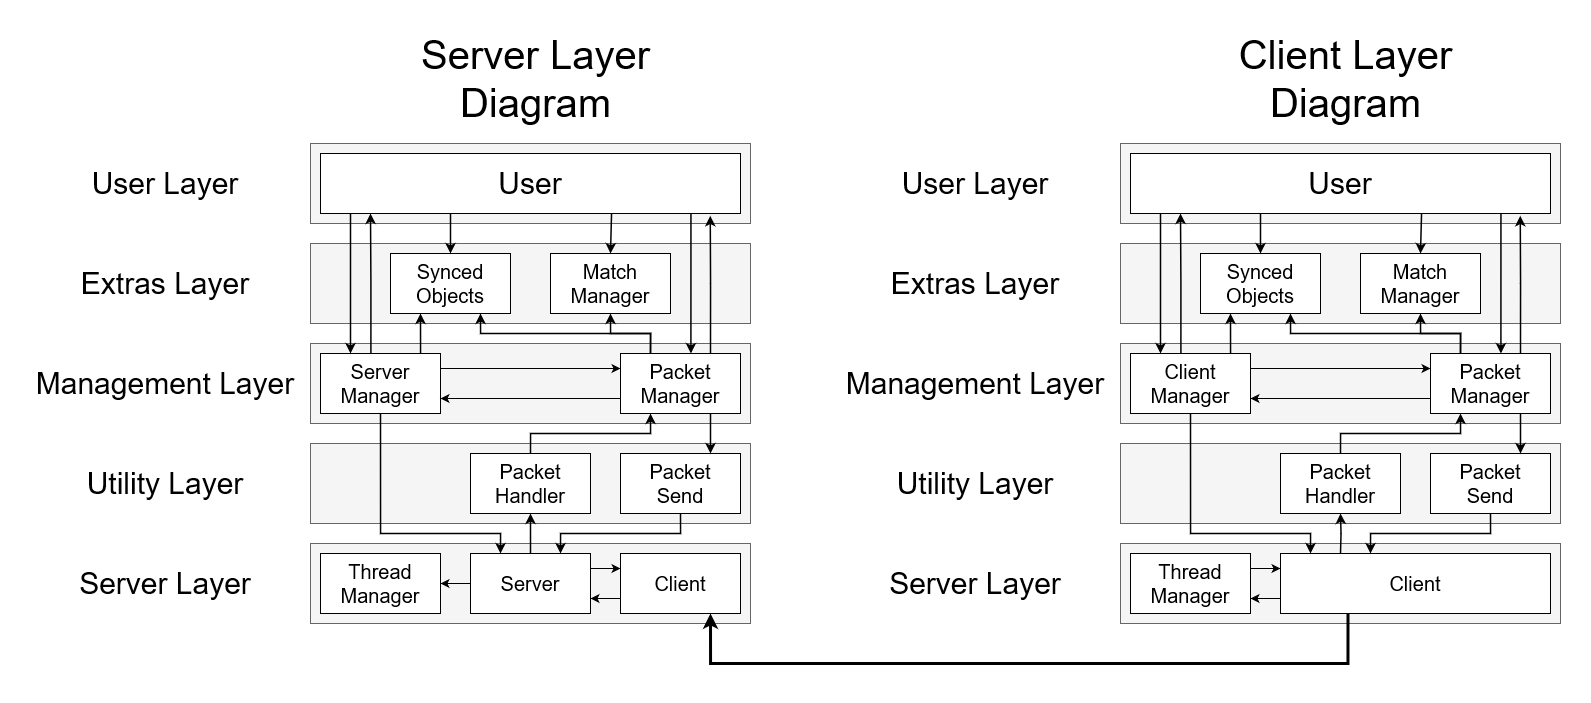 Server Layer
Diagram
User Layer
User
Extras Layer
Synced
Objects
Match
Manager
Management Layer
Server
Manager
Packet
Manager
Utility Layer
Packet
Handler
Packet
Send
Server Layer
Thread
Manager
Server
Client
Client Layer
Diagram
User Layer
User
Extras Layer
Synced
Objects
Match
Manager
Management Layer
Client
Manager
Packet
Manager
Utility Layer
Packet
Handler
Packet
Send
Server Layer
Thread
Manager
Client